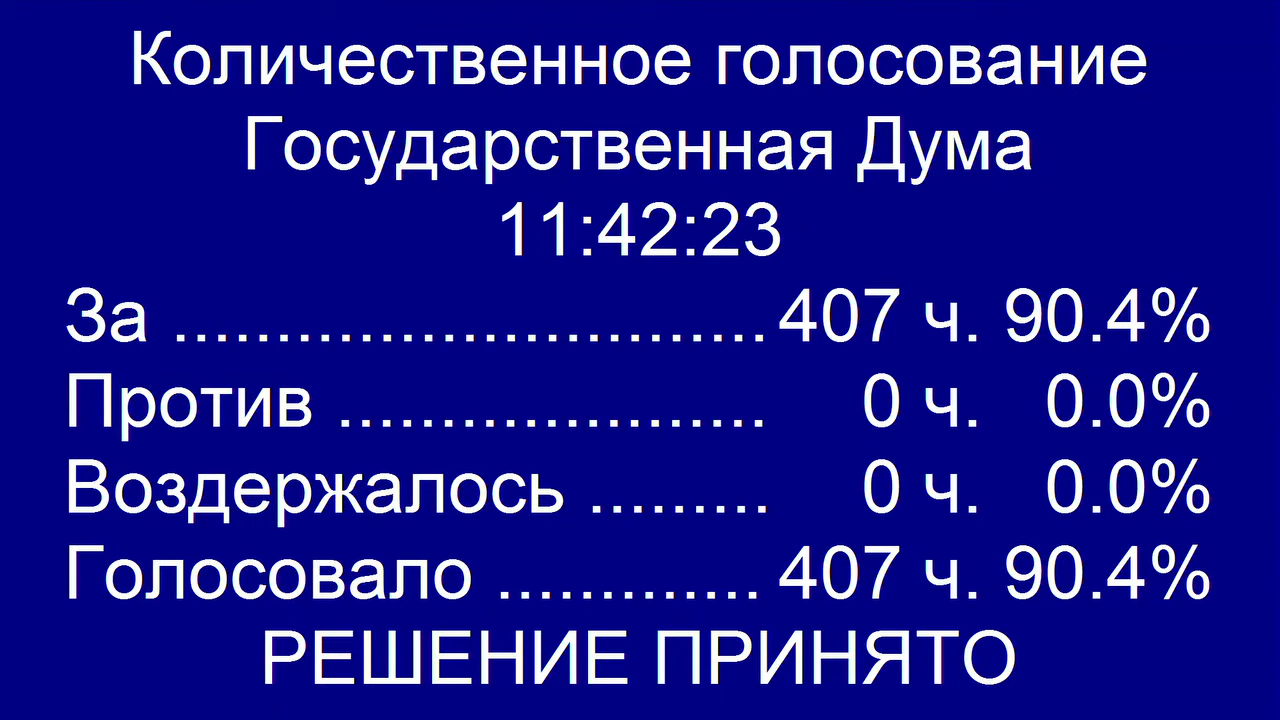 Количественное голосование
Государственная Дума
11:42:23
За ............................. 407 ч. 90.4%
Против ..................... 0 ч. 0.0%
Воздержалось ......... 0 ч. 0.0%
Голосовало ............. 407 ч. 90.4%
РЕШЕНИЕ ПРИНЯТО